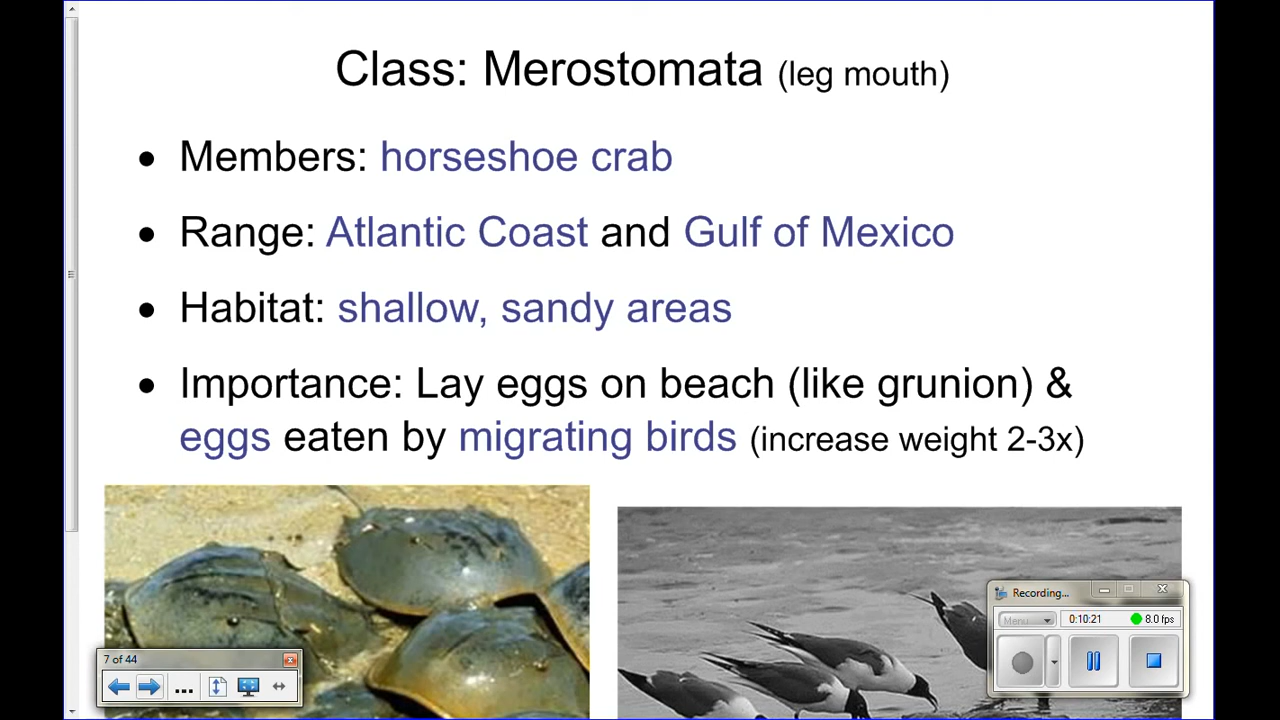 Class: Merostomata (leg mouth)
• Members: horseshoe crab
• Range: Atlantic Coast and Gulf of Mexico
• Habitat: shallow, sandy areas
• Importance: Lay eggs on beach (like grunion) &
eggs eaten by migrating birds (increase weight 2-3x)
Recording...
Menu
0:10:21
8.0 fps
7 of 44